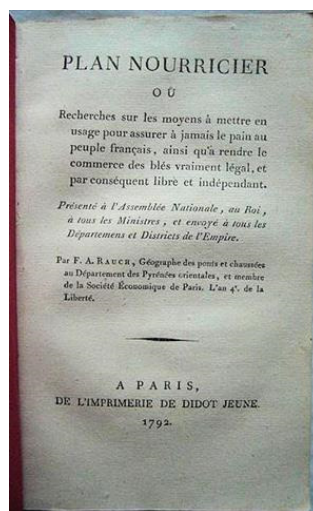 PLAN NOURRICIER
OÙ
Recherches sur les moyens à mettre en
usage pour assurer à jamais le pain au
peuple français, ainsi qu'à rendre le
commerce des blés vraiment légal, et
par conséquent libre et indépendant.
Présenté à l'Assemblée Nationale, au Roi,
à tous les Ministres, et envoyé à tous les
Départemens et Districts de l'Empire.
Par F. A. RAUCH, Géographe des ponts et chaussées
au Département des Pyrénées orientales, et membre
de la Société Économique de Paris. L'an 4e. de la
Liberté.
A PARIS,
DE L'IMPRIMERIE DE DIDOT JEUNE.
1792.